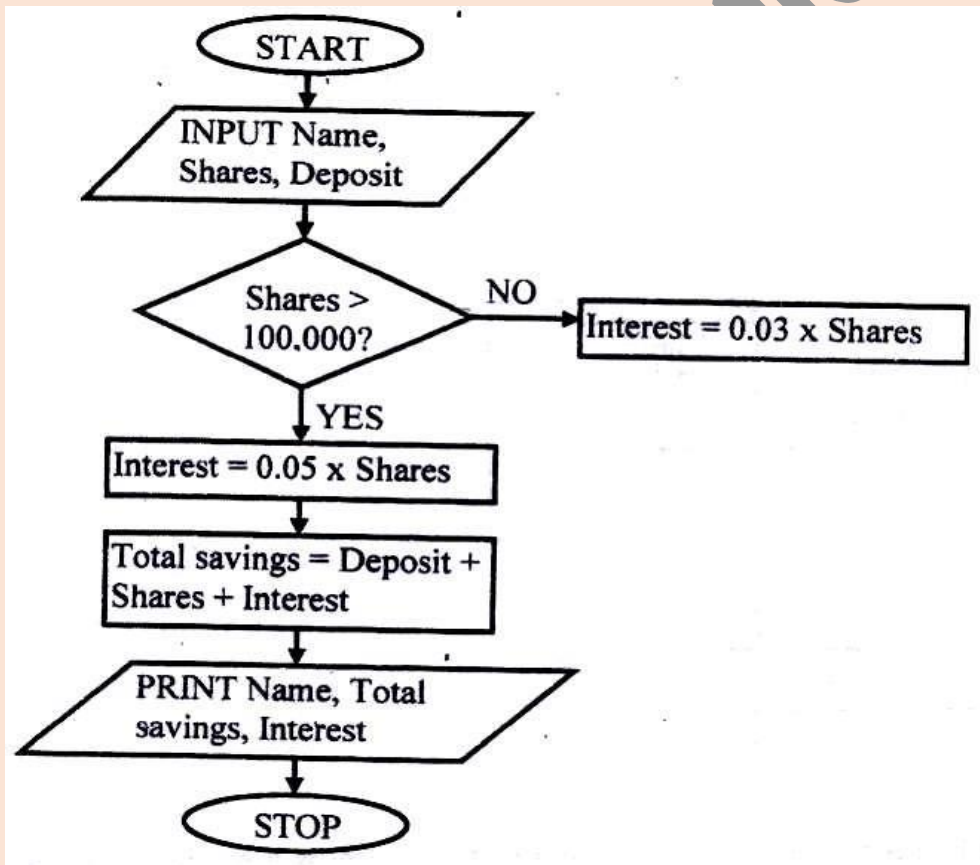 START
INPUT Name,
Shares, Deposit
Shares >
100,000?
NO
Interest = 0.03 x Shares
YES
Interest = 0.05 x Shares
Total savings = Deposit +
Shares + Interest
PRINT Name, Total
savings, Interest
STOP